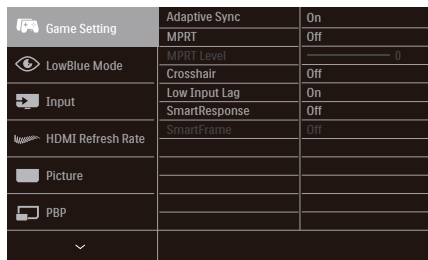 Game Setting
LowBlue Mode
Input
HDMI Refresh Rate
Picture
PBP
Adaptive Sync On
MPRT Off
MPRT Level 0
Crosshair Off
Low Input Lag On
SmartResponse Off
SmartFrame Off